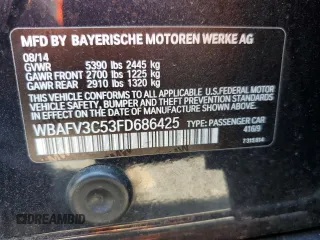 MFD BY BAYERISCHE MOTOREN WERKE AG
08/14
GVWR 5390 lbs 2445 kg
GAWR FRONT 2700 lbs 1225 kg
GAWR REAR 2910 lbs 1320 kg
THIS VEHICLE CONFORMS TO ALL APPLICABLE
FEDERAL MOTOR VEHICLE SAFETY, BUMPER, AND
THEFT PREVENTION STANDARDS IN EFFECT ON
THE DATE OF MANUFACTURE SHOWN ABOVE.
WBAFV3C53FD686425 TYPE: PASSENGER CAR
416/9
© DREAMBID